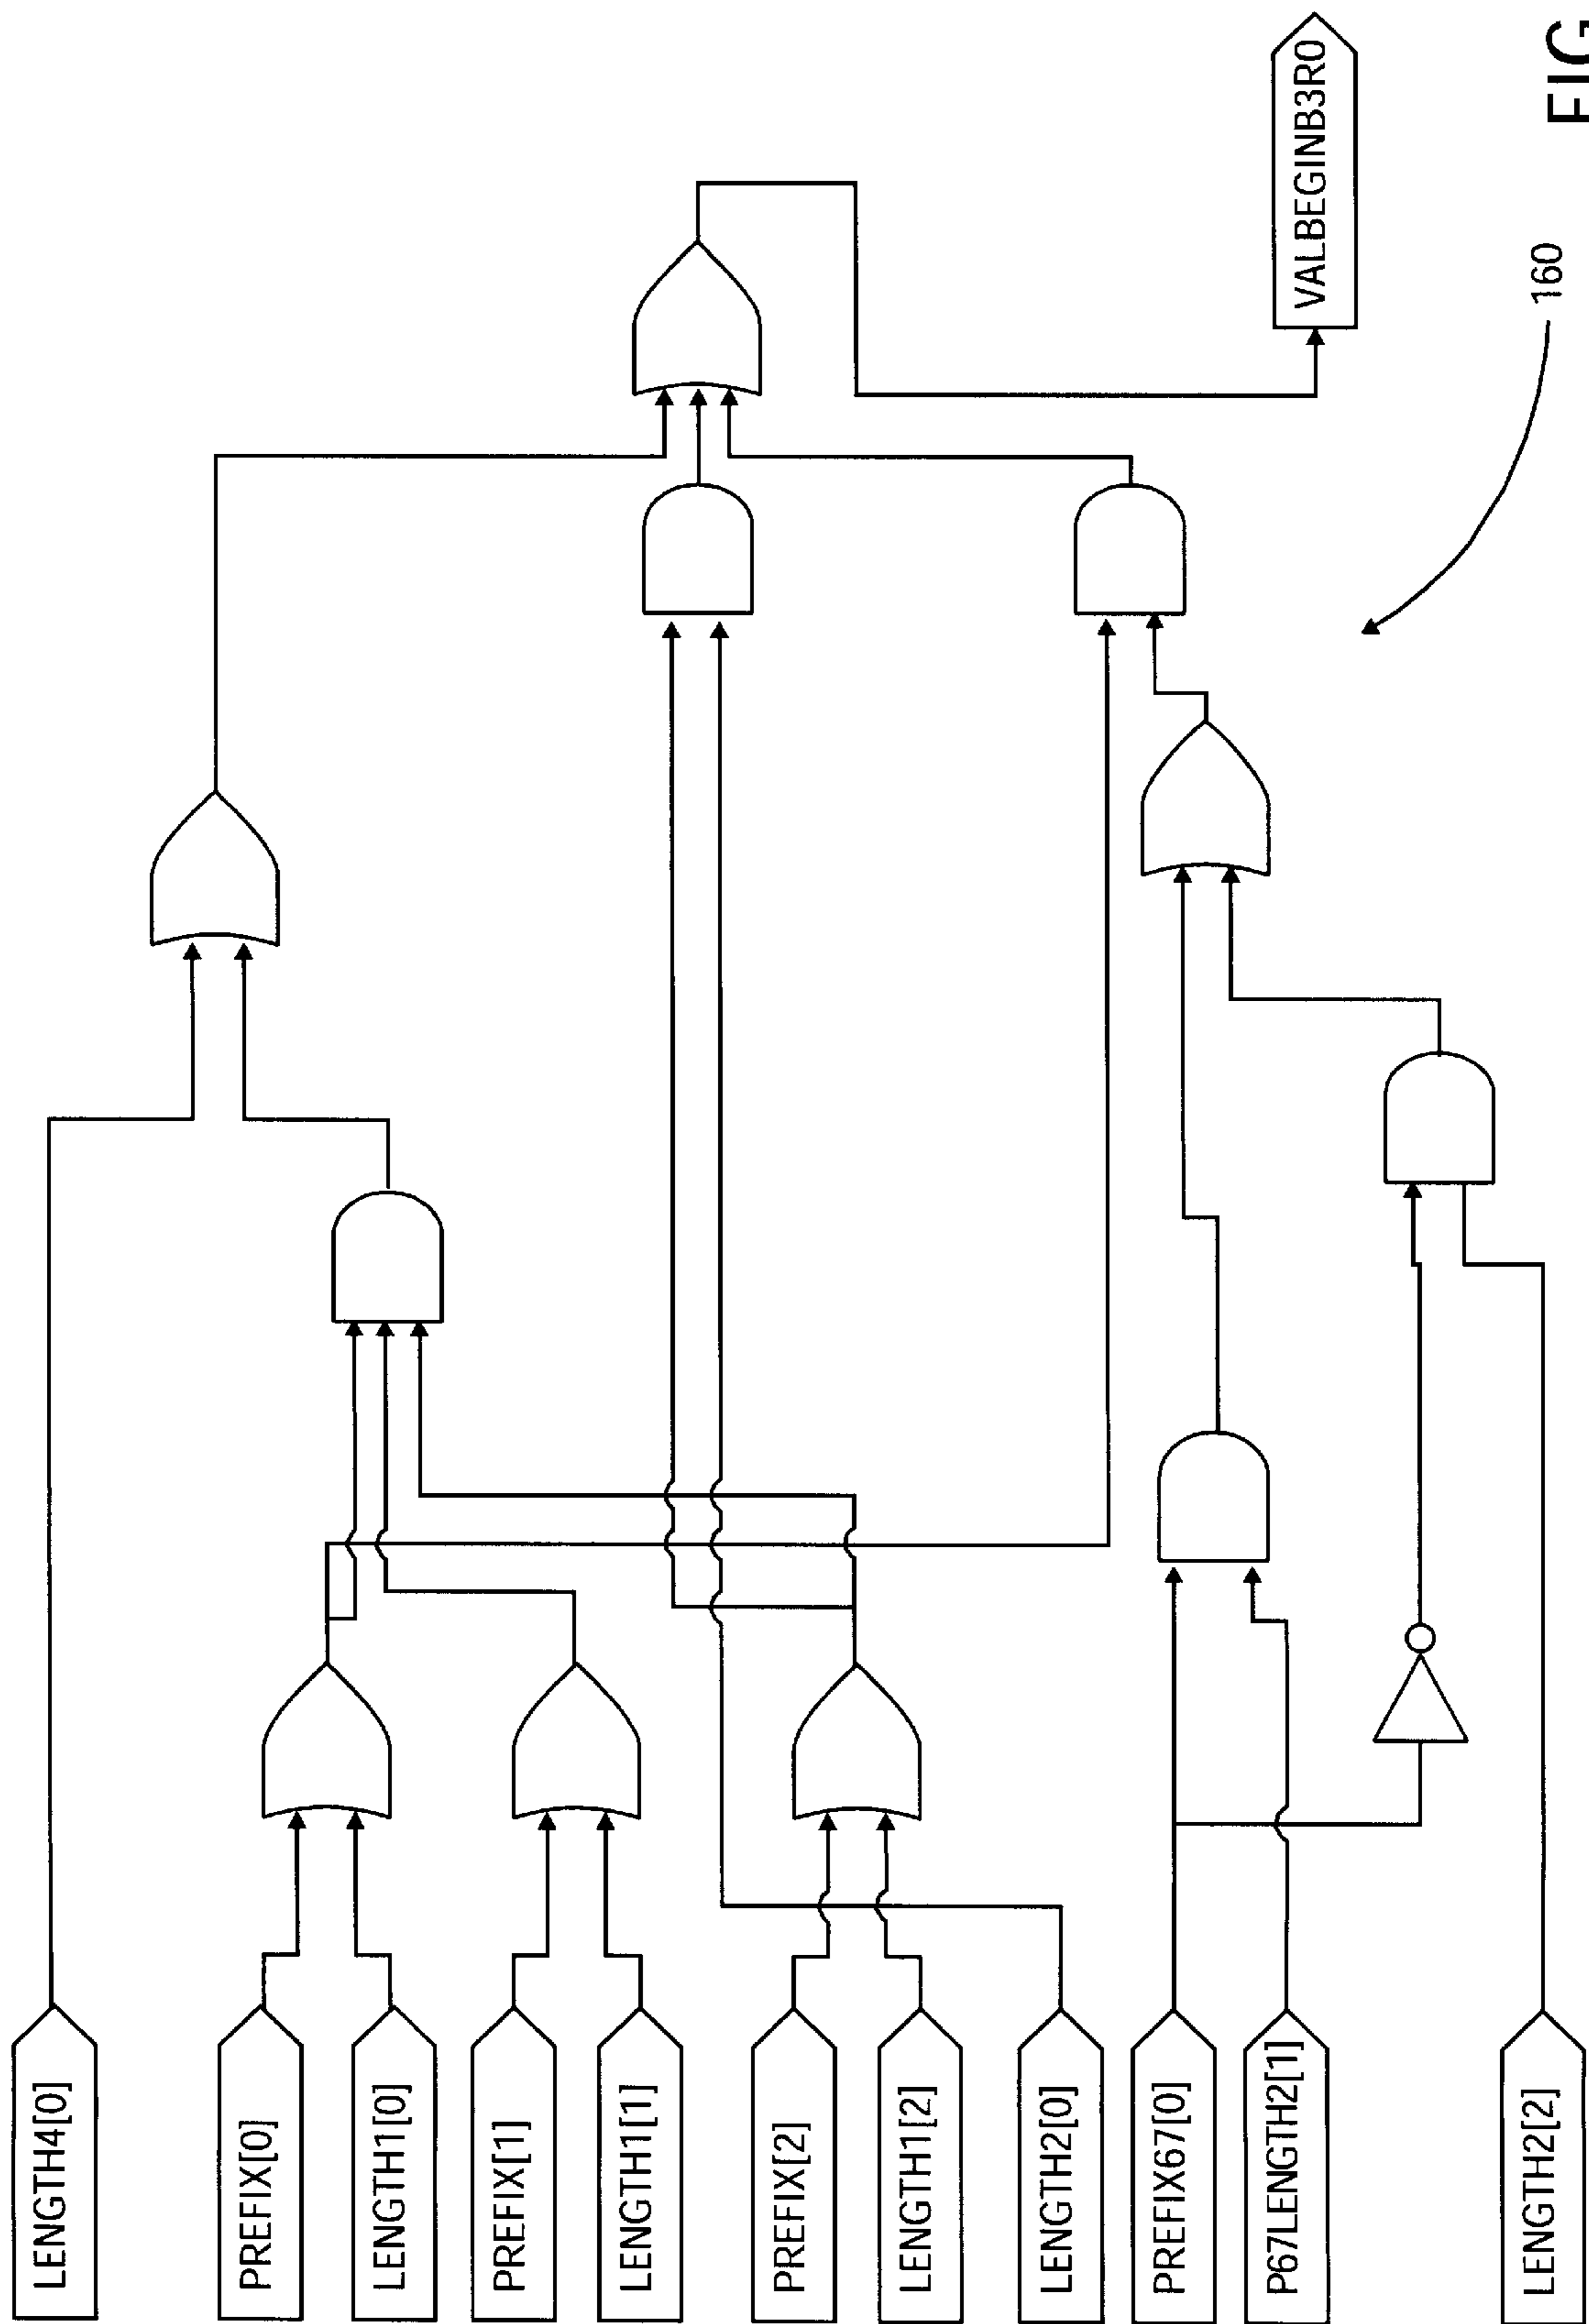 LENGTH4[0]
PREFIX[0]
LENGTH1[0]
PREFIX[1]
LENGTH1[1]
PREFIX[2]
LENGTH1[2]
LENGTH2[0]
PREFIX67[0]
P67LENGTH2[1]
LENGTH2[2]
VALBEGINB3R0
160
FIG